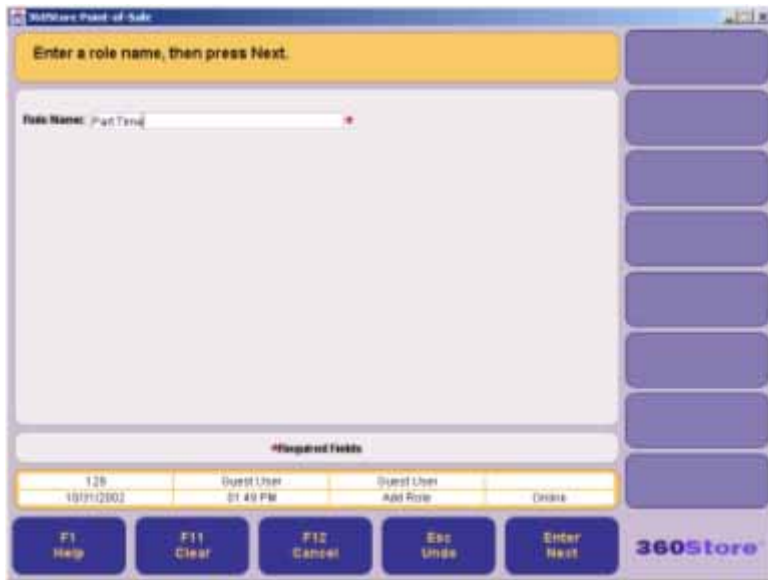 360Store Point-of-Sale
Enter a role name, then press Next.
Role Name: Part Time *
*Required Fields
129 Guest User Guest User
10/31/2002 01:49 PM Add Role Online
F1 F11 F12 Esc Enter
Help Clear Cancel Undo Next
360Store